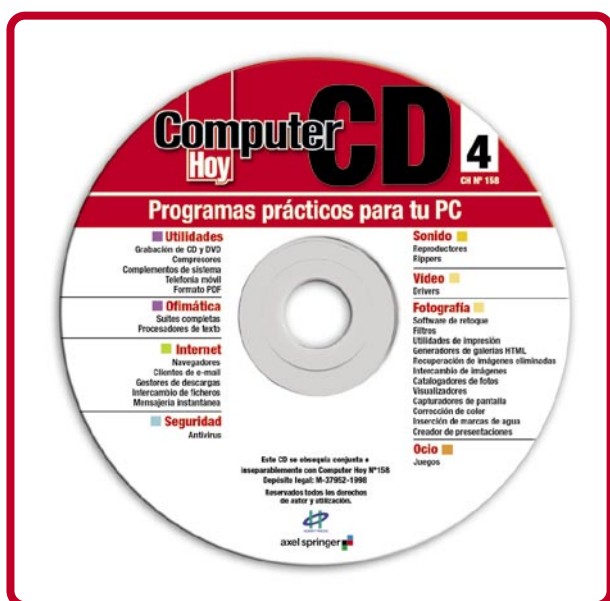 Computer
Hoy
CD
4
CH Nº 158
Programas prácticos para tu PC
Utilidades
Grabación de CD y DVD
Compresores
Complementos de sistema
Telefonía móvil
Formato PDF
Ofimática
Suites completas
Procesadores de texto
Internet
Navegadores
Clientes de e-mail
Gestores de descargas
Intercambio de ficheros
Mensajería instantánea
Seguridad
Antivirus
Sonido
Reproductores
Rippers
Vídeo
Drivers
Fotografía
Software de retoque
Filtros
Utilidades de impresión
Generadores de galerías HTML
Recuperación de imágenes eliminadas
Intercambio de imágenes
Catalogadores de fotos
Visualizadores
Capturadores de pantalla
Corrección de color
Inserción de marcas de agua
Creador de presentaciones
Ocio
Juegos
Este CD se obsequia conjunta e
inseparablemente con Computer Hoy Nº158
Depósito legal: M-37952-1998
Reservados todos los derechos
de autor y utilización.
axel springer